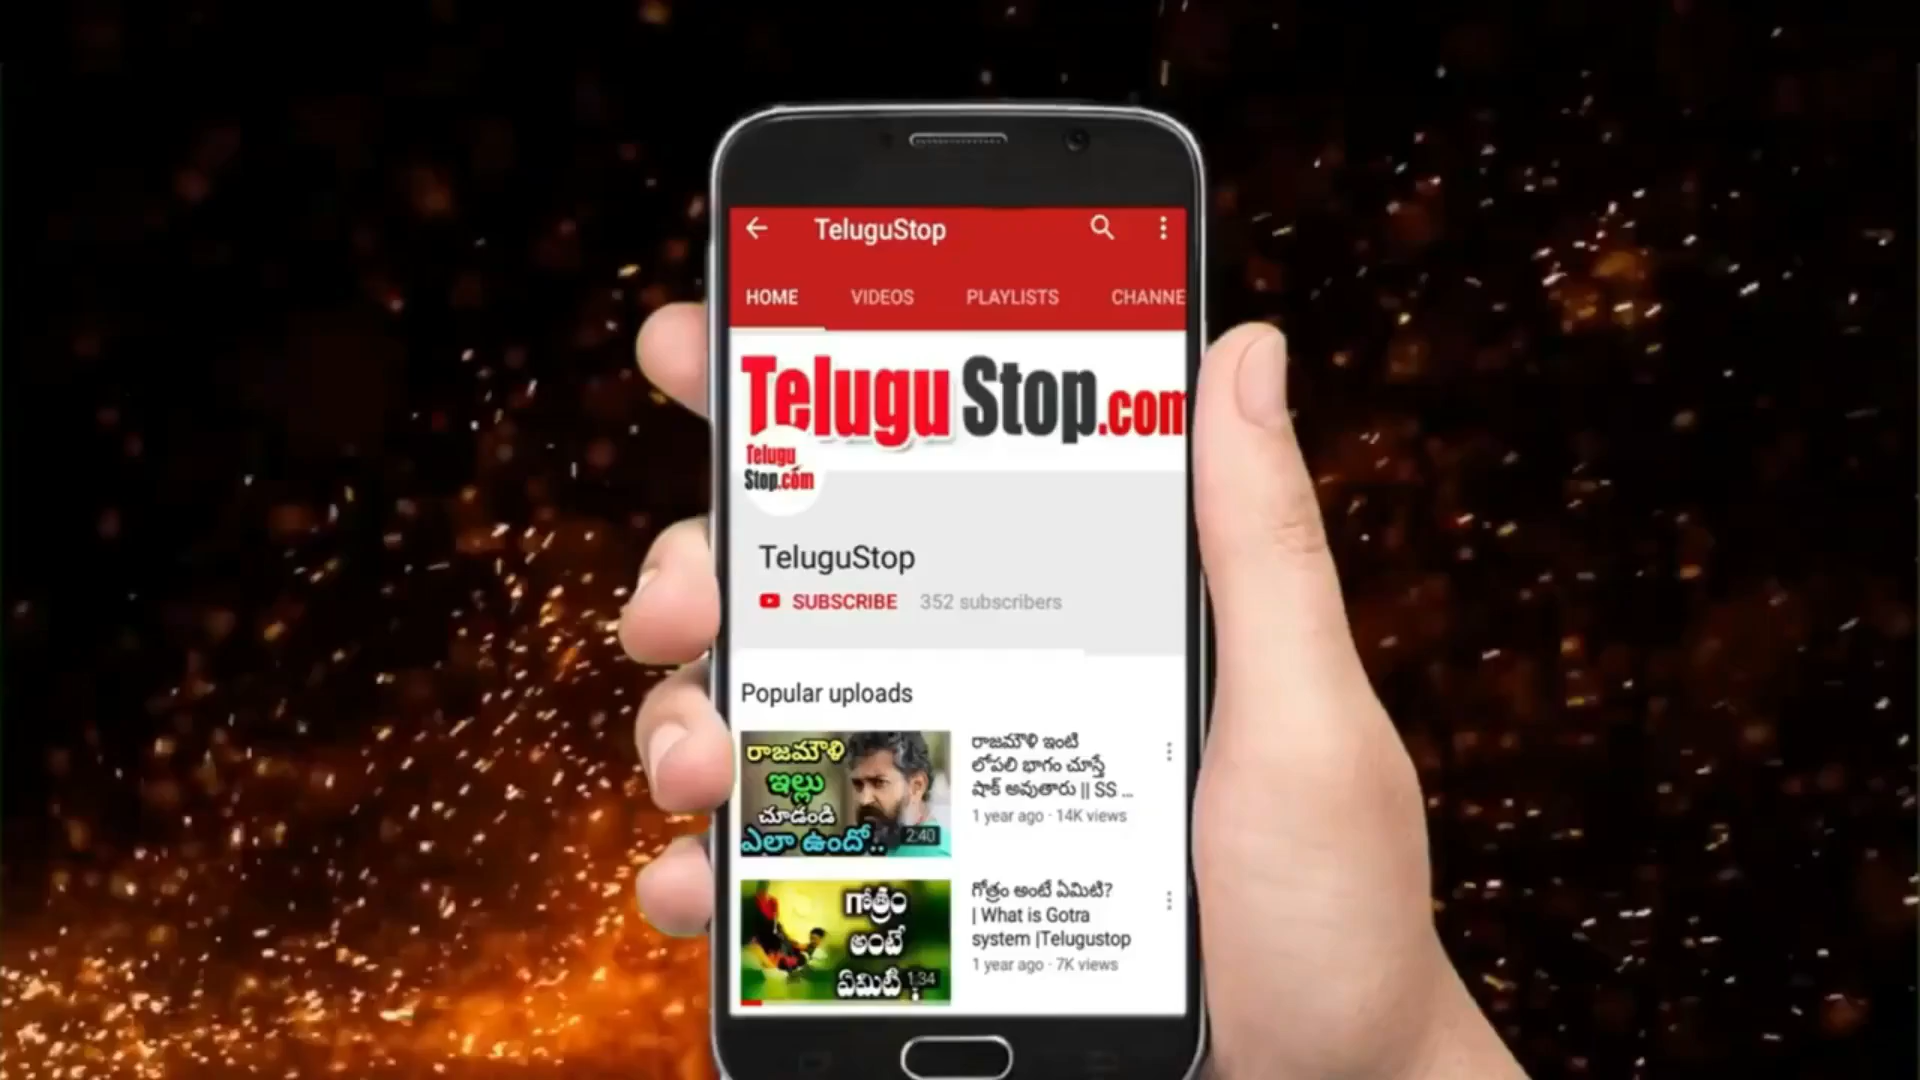 TeluguStop
HOME VIDEOS PLAYLISTS CHANNE
Telugu Stop.com
Telugu
Stop.com
TeluguStop
SUBSCRIBE 352 subscribers
Popular uploads
రాజమౌళి
ఇల్లు
చూడండి
ఎలా ఉందో..
2:40
రాజమౌళి ఇంటి
లోపలి భాగం చూస్తే
షాక్ అవుతారు || SS ...
1 year ago · 14K views
గోత్రం
అంటే
ఏమిటి
1:34
గోత్రం అంటే ఏమిటి?
| What is Gotra
system |Telugustop
1 year ago · 7K views